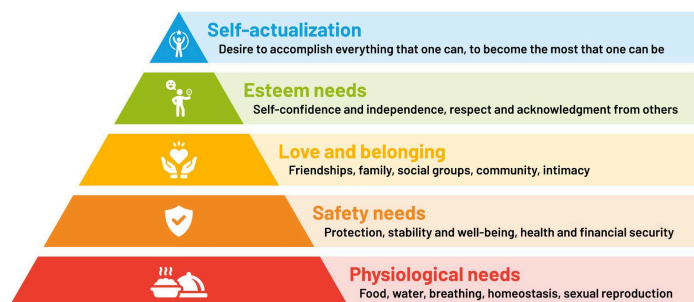 Self-actualization
Desire to accomplish everything that one can, to become the most that one can be
Esteem needs
Self-confidence and independence, respect and acknowledgment from others
Love and belonging
Friendships, family, social groups, community, intimacy
Safety needs
Protection, stability and well-being, health and financial security
Physiological needs
Food, water, breathing, homeostasis, sexual reproduction